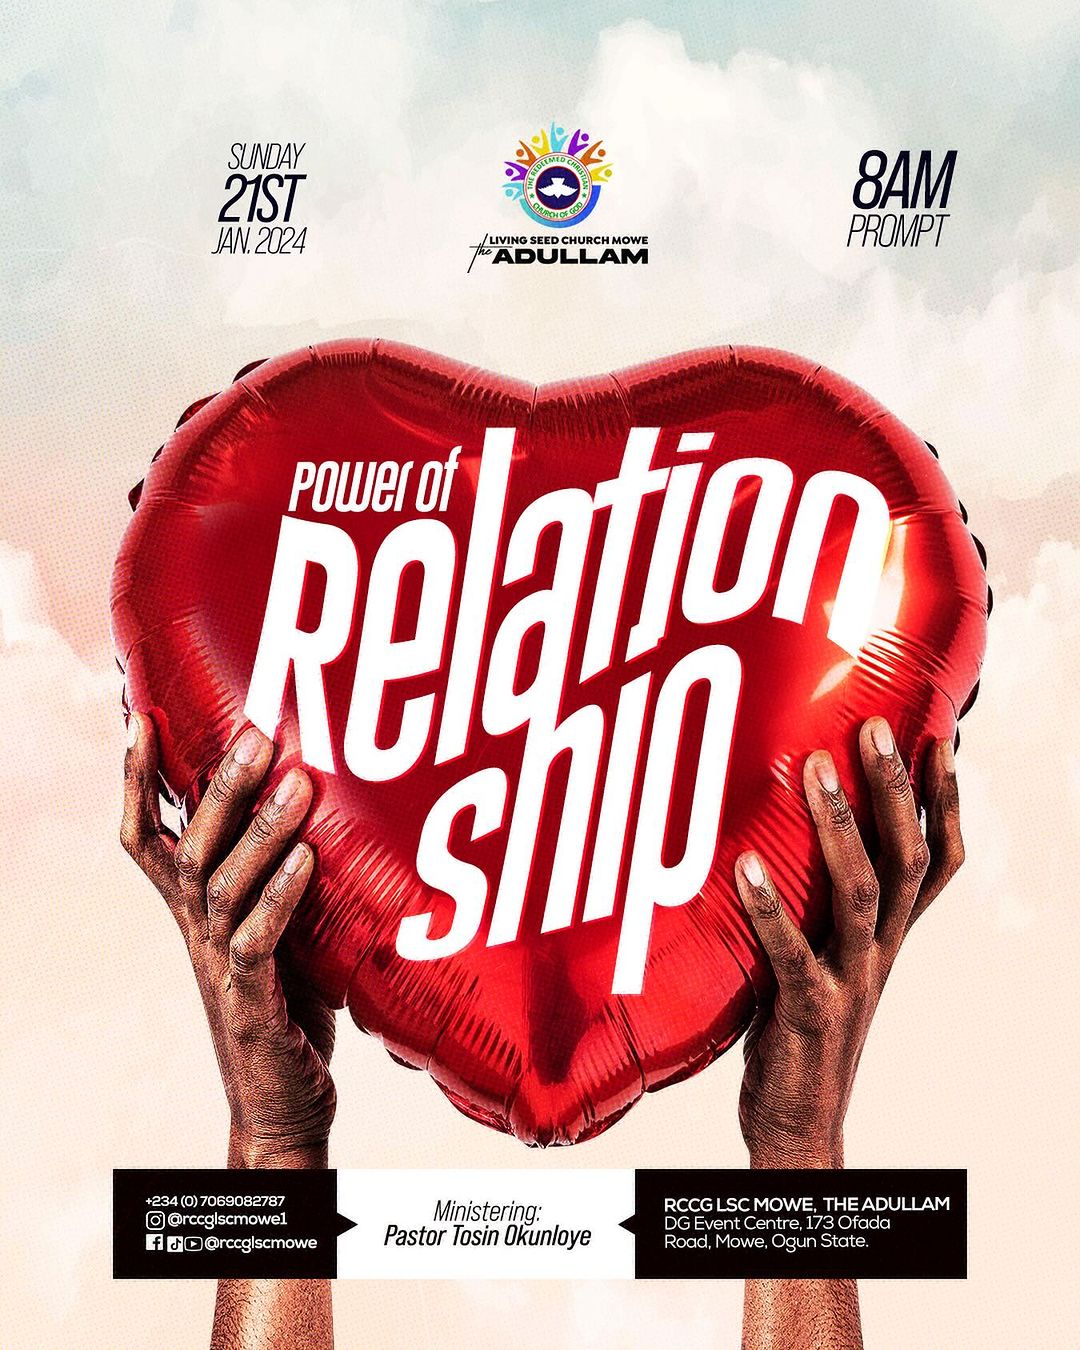 SUNDAY
21ST
JAN. 2024
THE REDEEMED CHRISTIAN
CHURCH OF GOD
LIVING SEED CHURCH MOWE
the ADULLAM
8AM
PROMPT
Power of
Relation
ship
+234 (0) 7069082787
@rccglscmowe1
@rccglscmowe
Ministering:
Pastor Tosin Okunloye
RCCG LSC MOWE, THE ADULLAM
DG Event Centre, 173 Ofada
Road, Mowe, Ogun State.